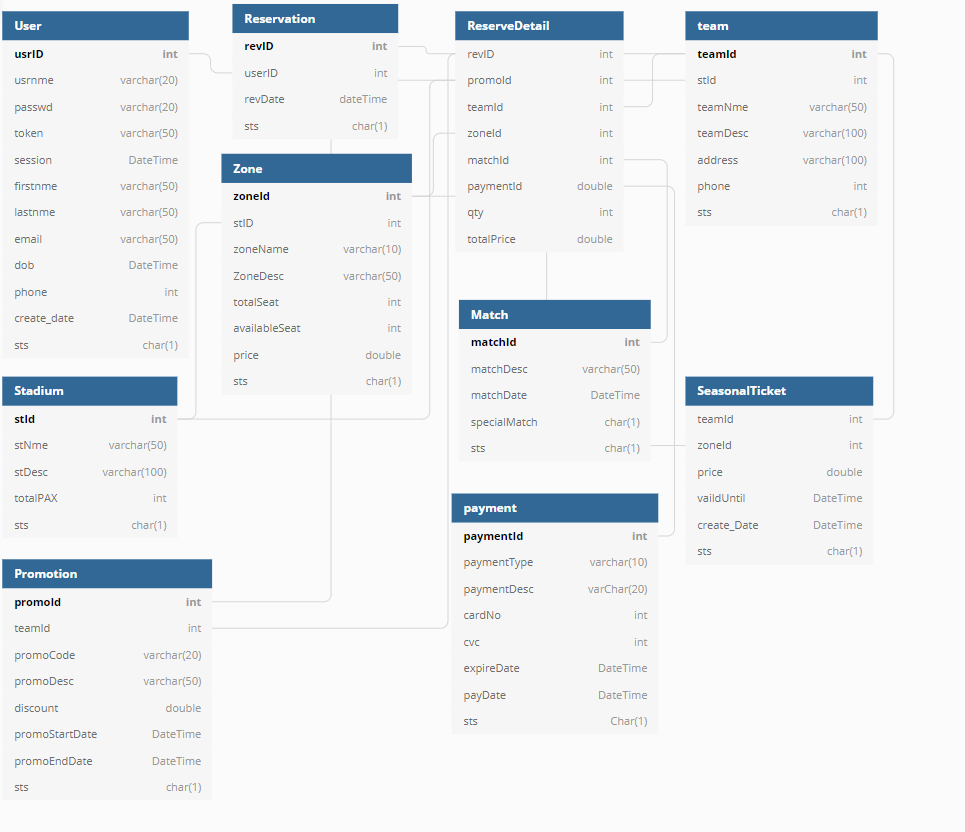 User
usrID int
usrnme varchar(20)
passwd varchar(20)
token varchar(50)
session DateTime
firstnme varchar(50)
lastnme varchar(50)
email varchar(50)
dob DateTime
phone int
create_date DateTime
sts char(1)
Reservation
revID int
userID int
revDate dateTime
sts char(1)
ReserveDetail
revID int
promoId int
teamId int
zoneId int
matchId int
paymentId double
qty int
totalPrice double
team
teamId int
stId int
teamNme varchar(50)
teamDesc varchar(100)
address varchar(100)
phone int
sts char(1)
Zone
zoneId int
stID int
zoneName varchar(10)
ZoneDesc varchar(50)
totalSeat int
availableSeat int
price double
sts char(1)
Match
matchId int
matchDesc varchar(50)
matchDate DateTime
specialMatch char(1)
sts char(1)
Stadium
stId int
stNme varchar(50)
stDesc varchar(100)
totalPAX int
sts char(1)
SeasonalTicket
teamId int
zoneId int
price double
vaildUntil DateTime
create_Date DateTime
sts char(1)
payment
paymentId int
paymentType varchar(10)
paymentDesc varChar(20)
cardNo int
cvc int
expireDate DateTime
payDate DateTime
sts Char(1)
Promotion
promoId int
teamId int
promoCode varchar(20)
promoDesc varchar(50)
discount double
promoStartDate DateTime
promoEndDate DateTime
sts char(1)